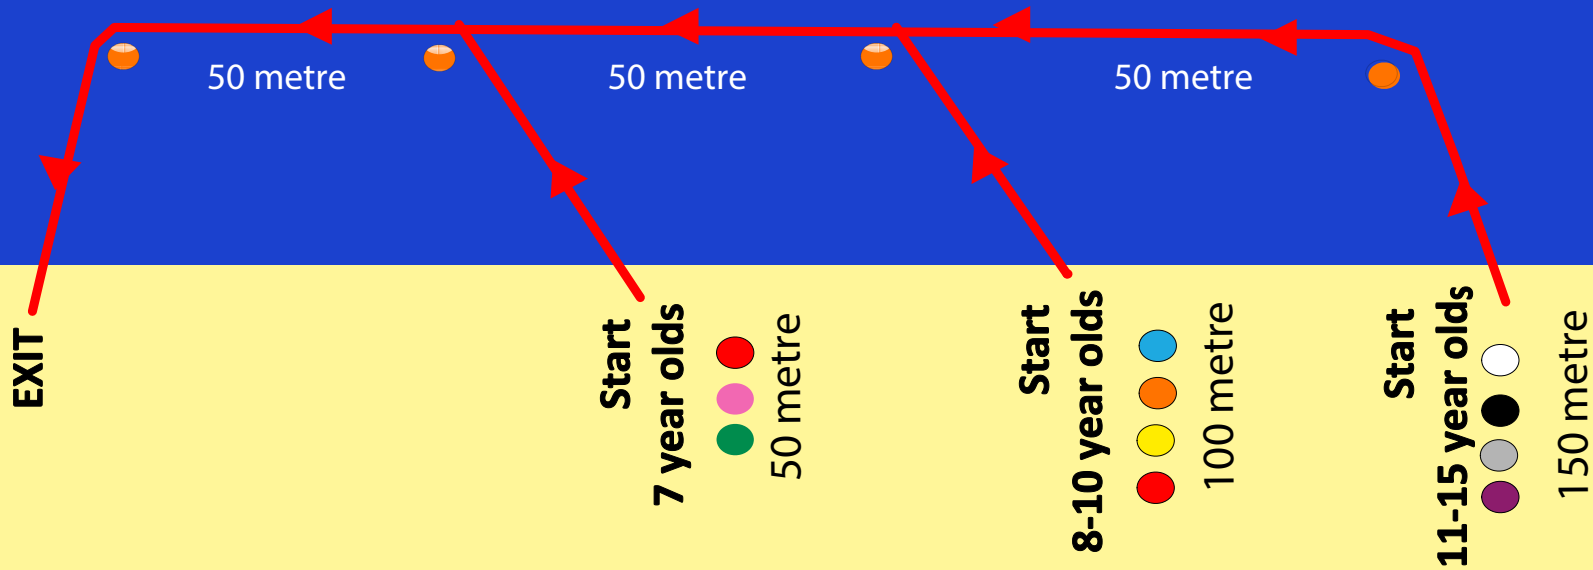 50 metre
50 metre
50 metre
EXIT
Start
7 year olds
50 metre
Start
8-10 year olds
100 metre
Start
11-15 year olds
150 metre